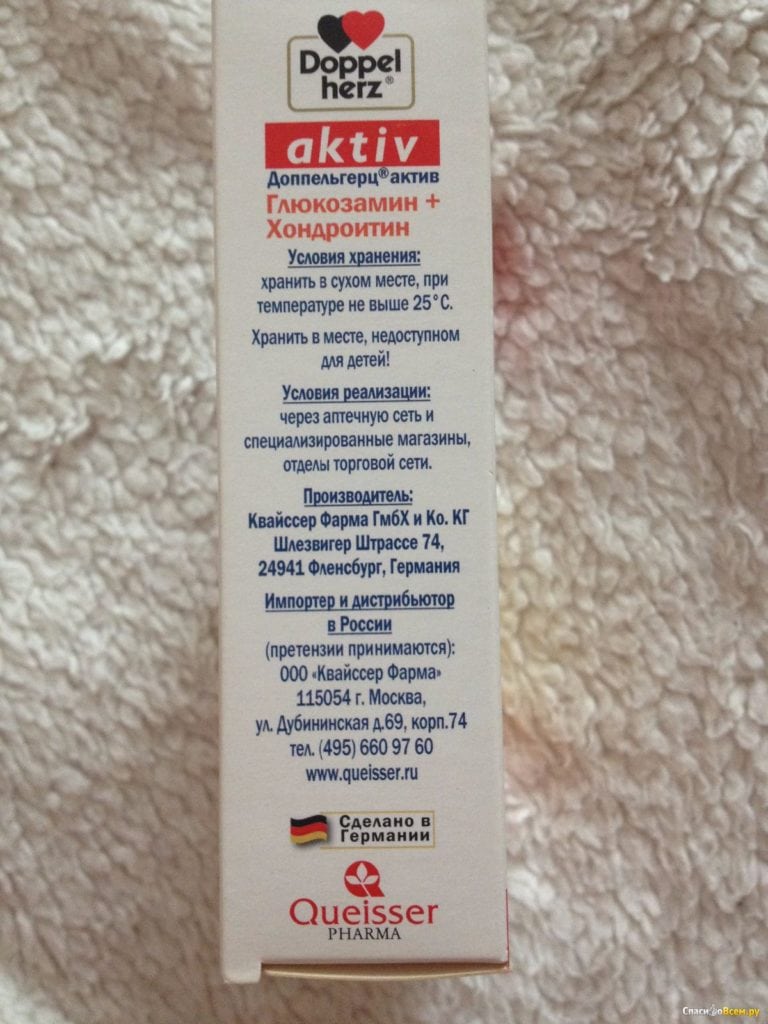 Doppel
herz®
aktiv
Доппельгерц® актив
Глюкозамин +
Хондроитин
Условия хранения:
хранить в сухом месте, при
температуре не выше 25°С.
Хранить в месте, недоступном
для детей!
Условия реализации:
через аптечную сеть и
специализированные магазины,
отделы торговой сети.
Производитель:
Квайссер Фарма ГмбХ и Ко. КГ
Шлезвигер Штрассе 74,
24941 Фленсбург, Германия
Импортер и дистрибьютор
в России
(претензии принимаются):
ООО «Квайссер Фарма»
115054 г. Москва,
ул. Дубининская д.69, корп.74
тел. (495) 660 97 60
www.queisser.ru
Сделано в
Германии
Queisser
PHARMA
СпасибоВсем.ру